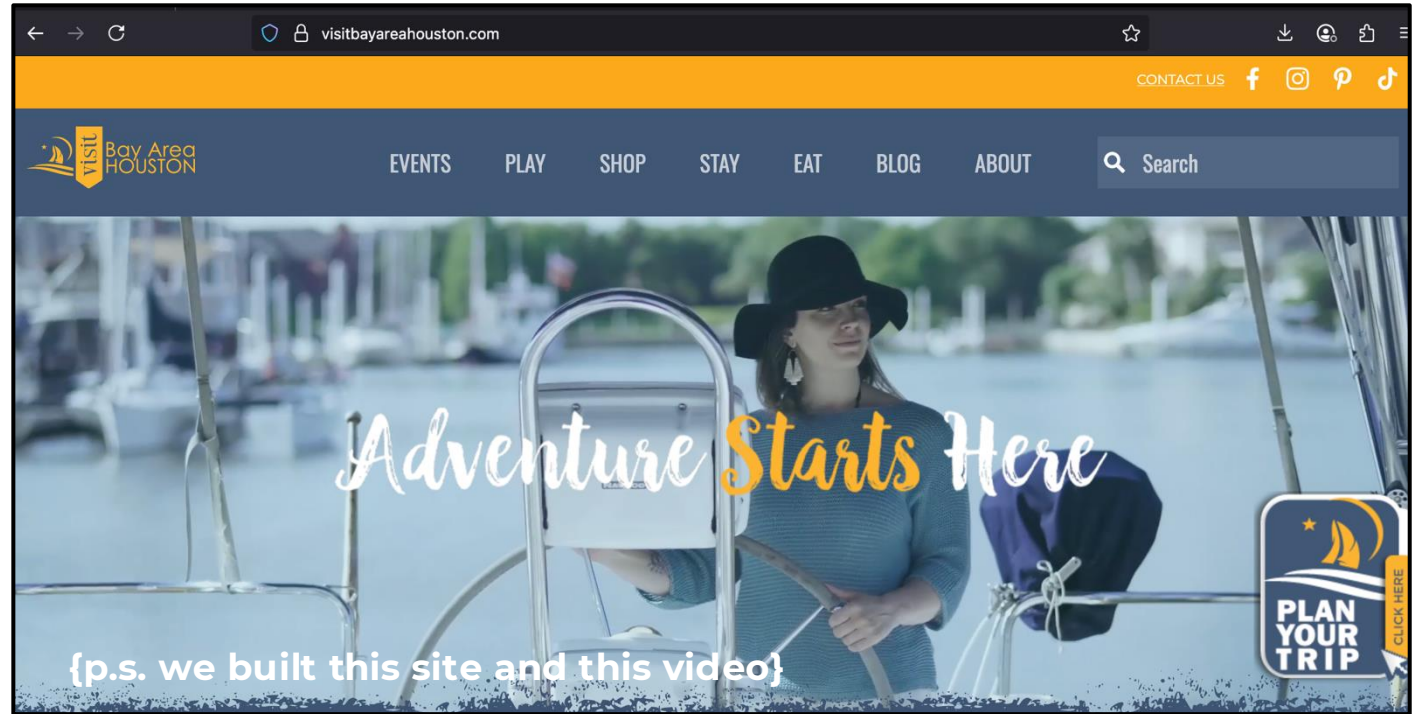 visitbayareahouston.com
CONTACT US
visit
Bay Area
HOUSTON
EVENTS PLAY SHOP STAY EAT BLOG ABOUT Search
Adventure Starts Here
PLAN
YOUR
TRIP
CLICK HERE
{p.s. we built this site and this video}